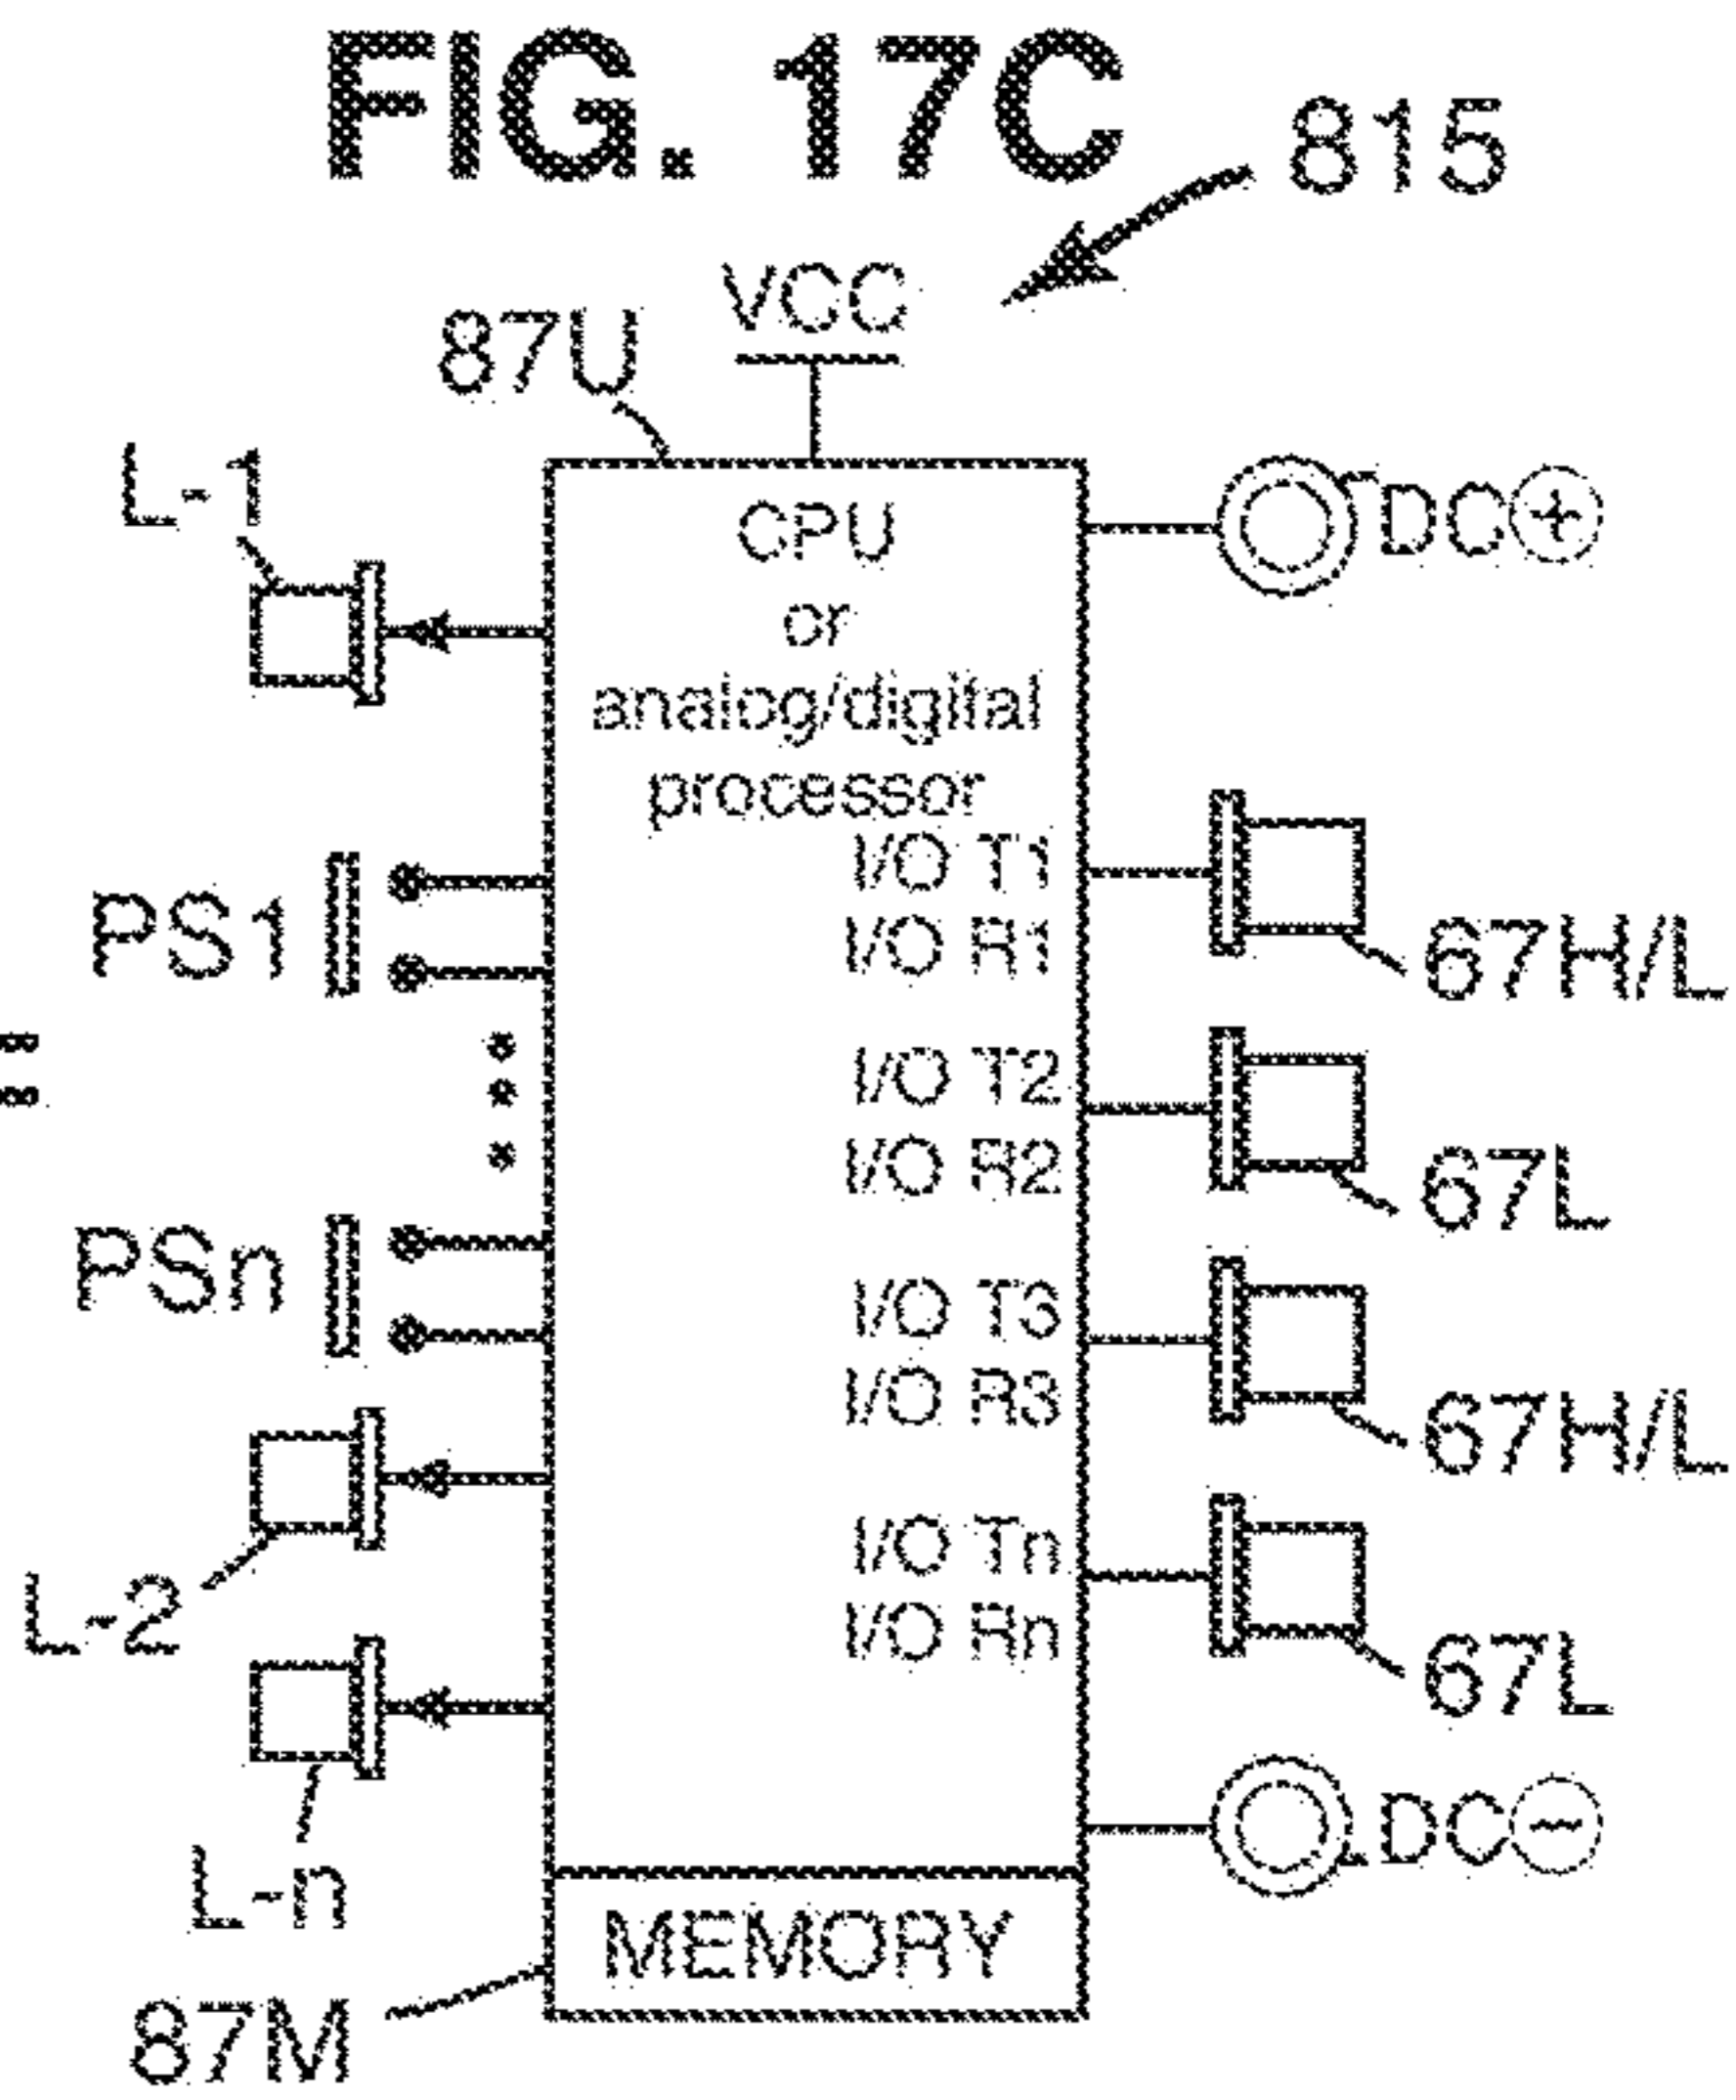 FIG. 17C
815
VCC
87U
L-1
CPU
or
analog/digital
processor
DC+
I/O T1
I/O R1
67H/L
PS1
I/O T2
I/O R2
67L
PSn
I/O T3
I/O R3
67H/L
L-2
I/O Tn
I/O Rn
67L
L-n
DC−
MEMORY
87M